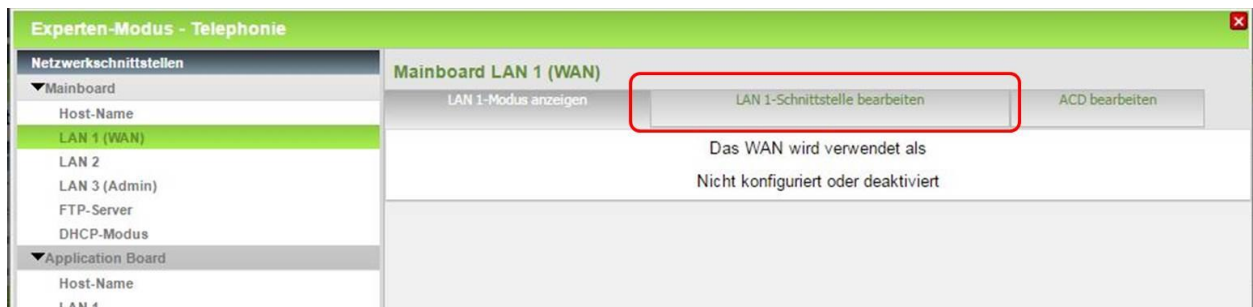 Experten-Modus - Telephonie
Netzwerkschnittstellen
Mainboard
Host-Name
LAN 1 (WAN)
LAN 2
LAN 3 (Admin)
FTP-Server
DHCP-Modus
Application Board
Host-Name
LAN 1
Mainboard LAN 1 (WAN)
LAN 1-Modus anzeigen LAN 1-Schnittstelle bearbeiten ACD bearbeiten
Das WAN wird verwendet als
Nicht konfiguriert oder deaktiviert